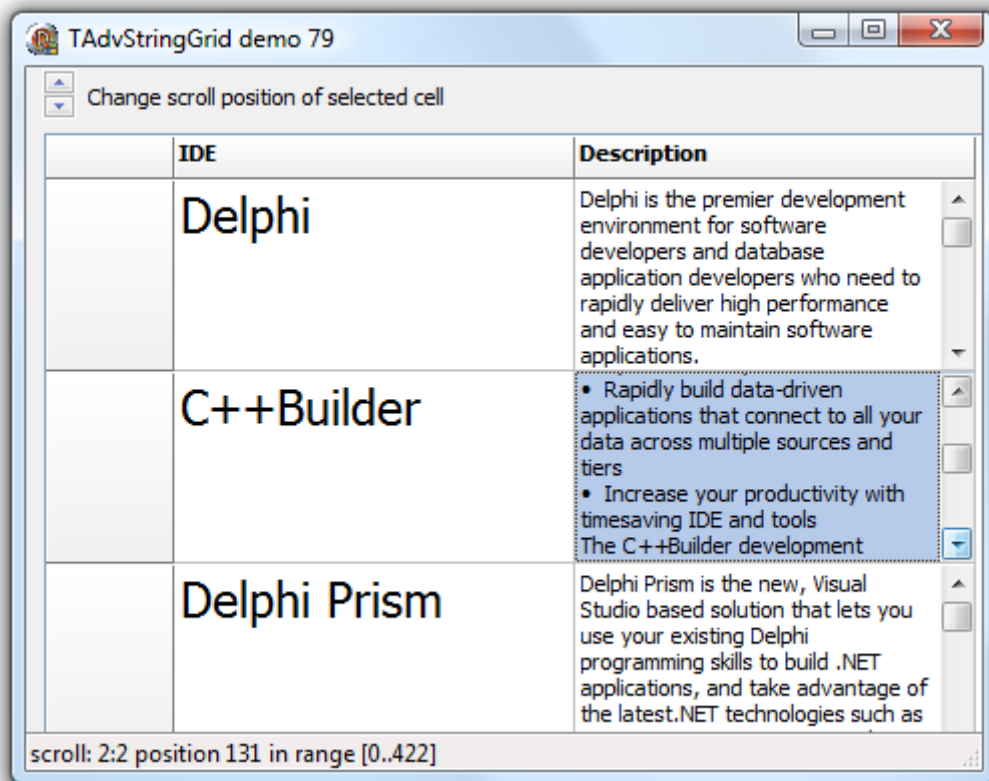 TAdvStringGrid demo 79
Change scroll position of selected cell
IDE
Description
Delphi
Delphi is the premier development
environment for software
developers and database
application developers who need to
rapidly deliver high performance
and easy to maintain software
applications.
C++Builder
• Rapidly build data-driven
applications that connect to all your
data across multiple sources and
tiers
• Increase your productivity with
timesaving IDE and tools
The C++Builder development
Delphi Prism
Delphi Prism is the new, Visual
Studio based solution that lets you
use your existing Delphi
programming skills to build .NET
applications, and take advantage of
the latest.NET technologies such as
scroll: 2:2 position 131 in range [0..422]